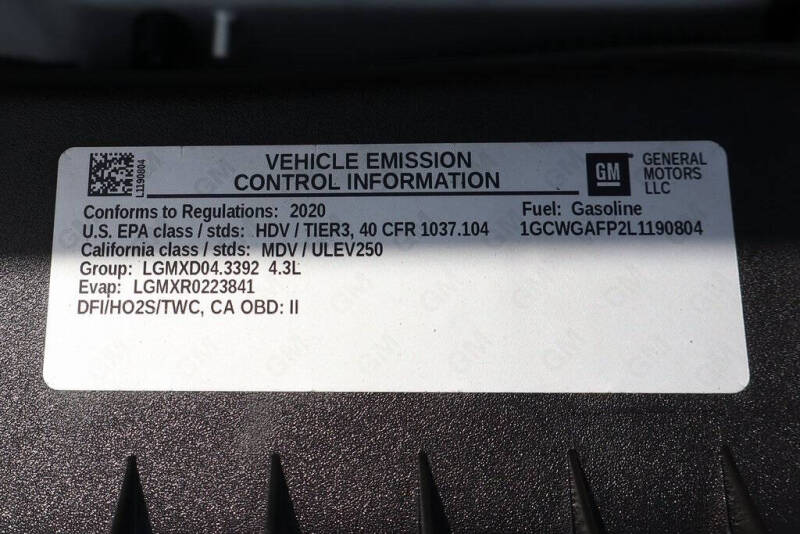 VEHICLE EMISSION
CONTROL INFORMATION
L1190804
GM
GENERAL
MOTORS
LLC
Conforms to Regulations: 2020
Fuel: Gasoline
U.S. EPA class / stds: HDV / TIER3, 40 CFR 1037.104
1GCWGAFP2L1190804
California class / stds: MDV / ULEV250
Group: LGMXD04.3392 4.3L
Evap: LGMXR0223841
DFI/HO2S/TWC, CA OBD: II